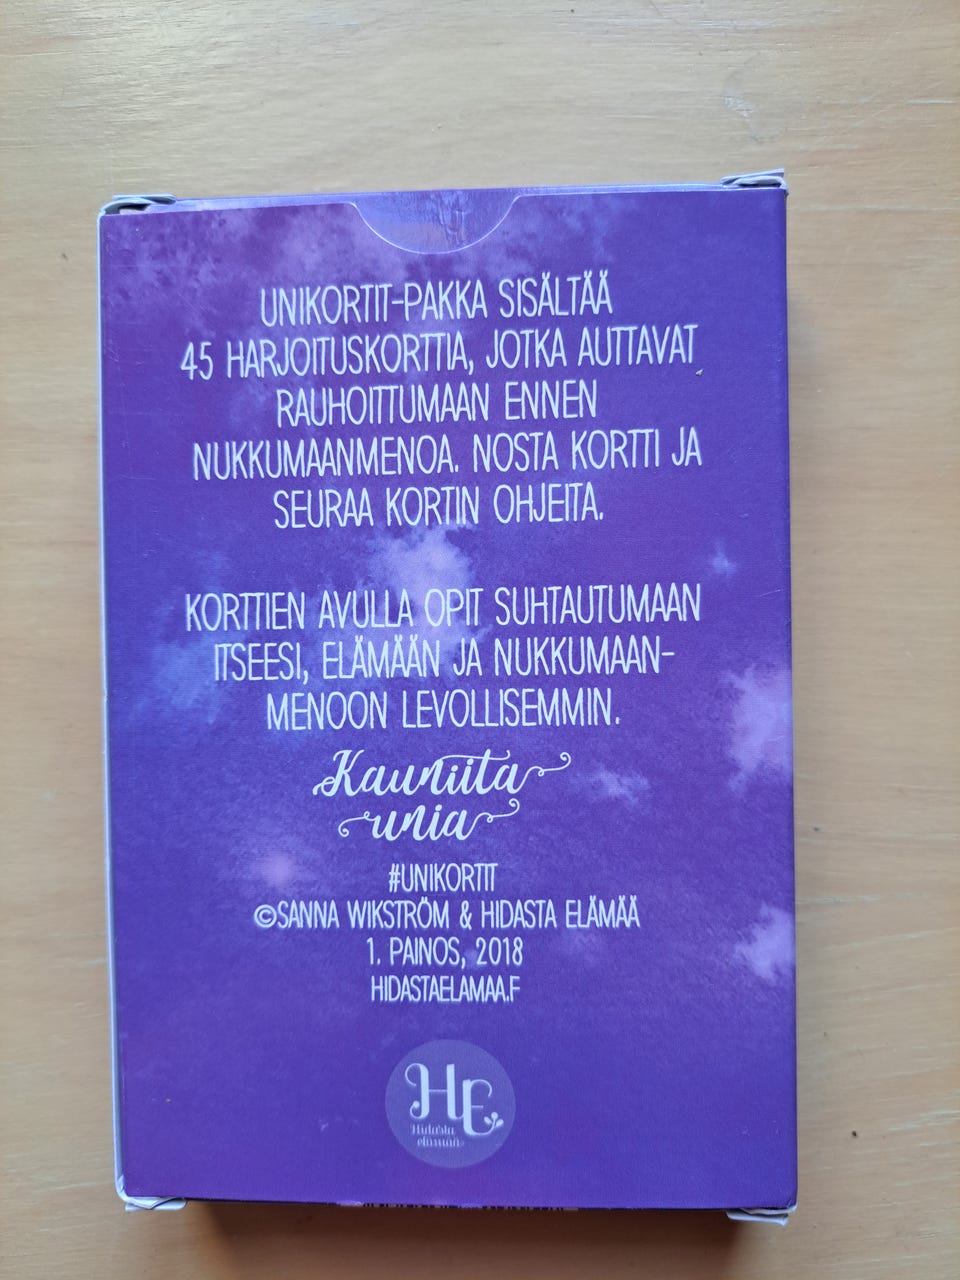 UNIKORTIT-PAKKA SISÄLTÄÄ
45 HARJOITUSKORTTIA, JOTKA AUTTAVAT
RAUHOITTUMAAN ENNEN
NUKKUMAANMENOA. NOSTA KORTTI JA
SEURAA KORTIN OHJEITA.
KORTTIEN AVULLA OPIT SUHTAUTUMAAN
ITSEESI, ELÄMÄÄN JA NUKKUMAAN-
MENOON LEVOLLISEMMIN.
Kauniita
unia
#UNIKORTIT
©SANNA WIKSTRÖM & HIDASTA ELÄMÄÄ
1. PAINOS, 2018
HIDASTAELAMAA.F
HE
Hidasta
elämää